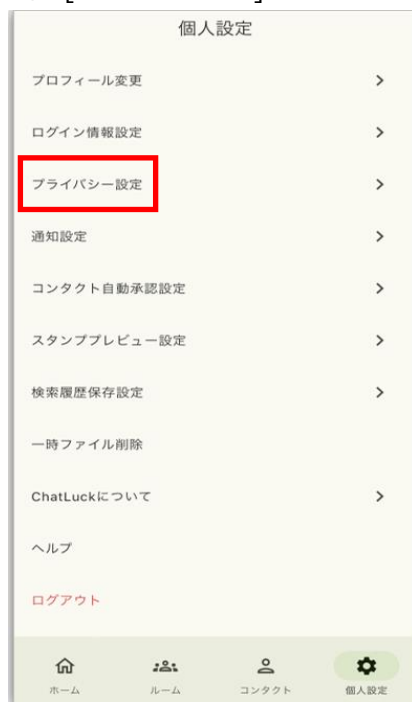 個人設定
プロフィール変更
ログイン情報設定
プライバシー設定
通知設定
コンタクト自動承認設定
スタンププレビュー設定
検索履歴保存設定
一時ファイル削除
ChatLuckについて
ヘルプ
ログアウト
ホーム ルーム コンタクト 個人設定